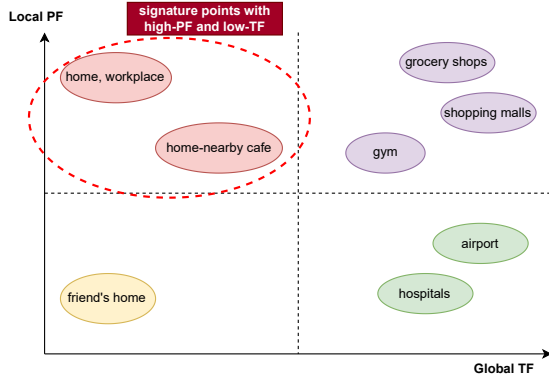 Local PF
signature points with
high-PF and low-TF
home, workplace
home-nearby cafe
grocery shops
shopping malls
gym
friend's home
airport
hospitals
Global TF